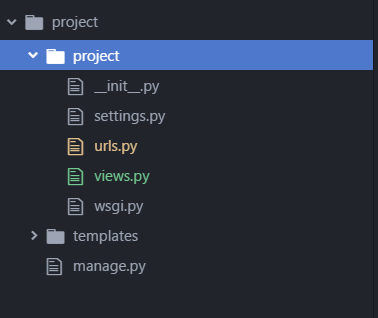 project
project
__init__.py
settings.py
urls.py
views.py
wsgi.py
templates
manage.py